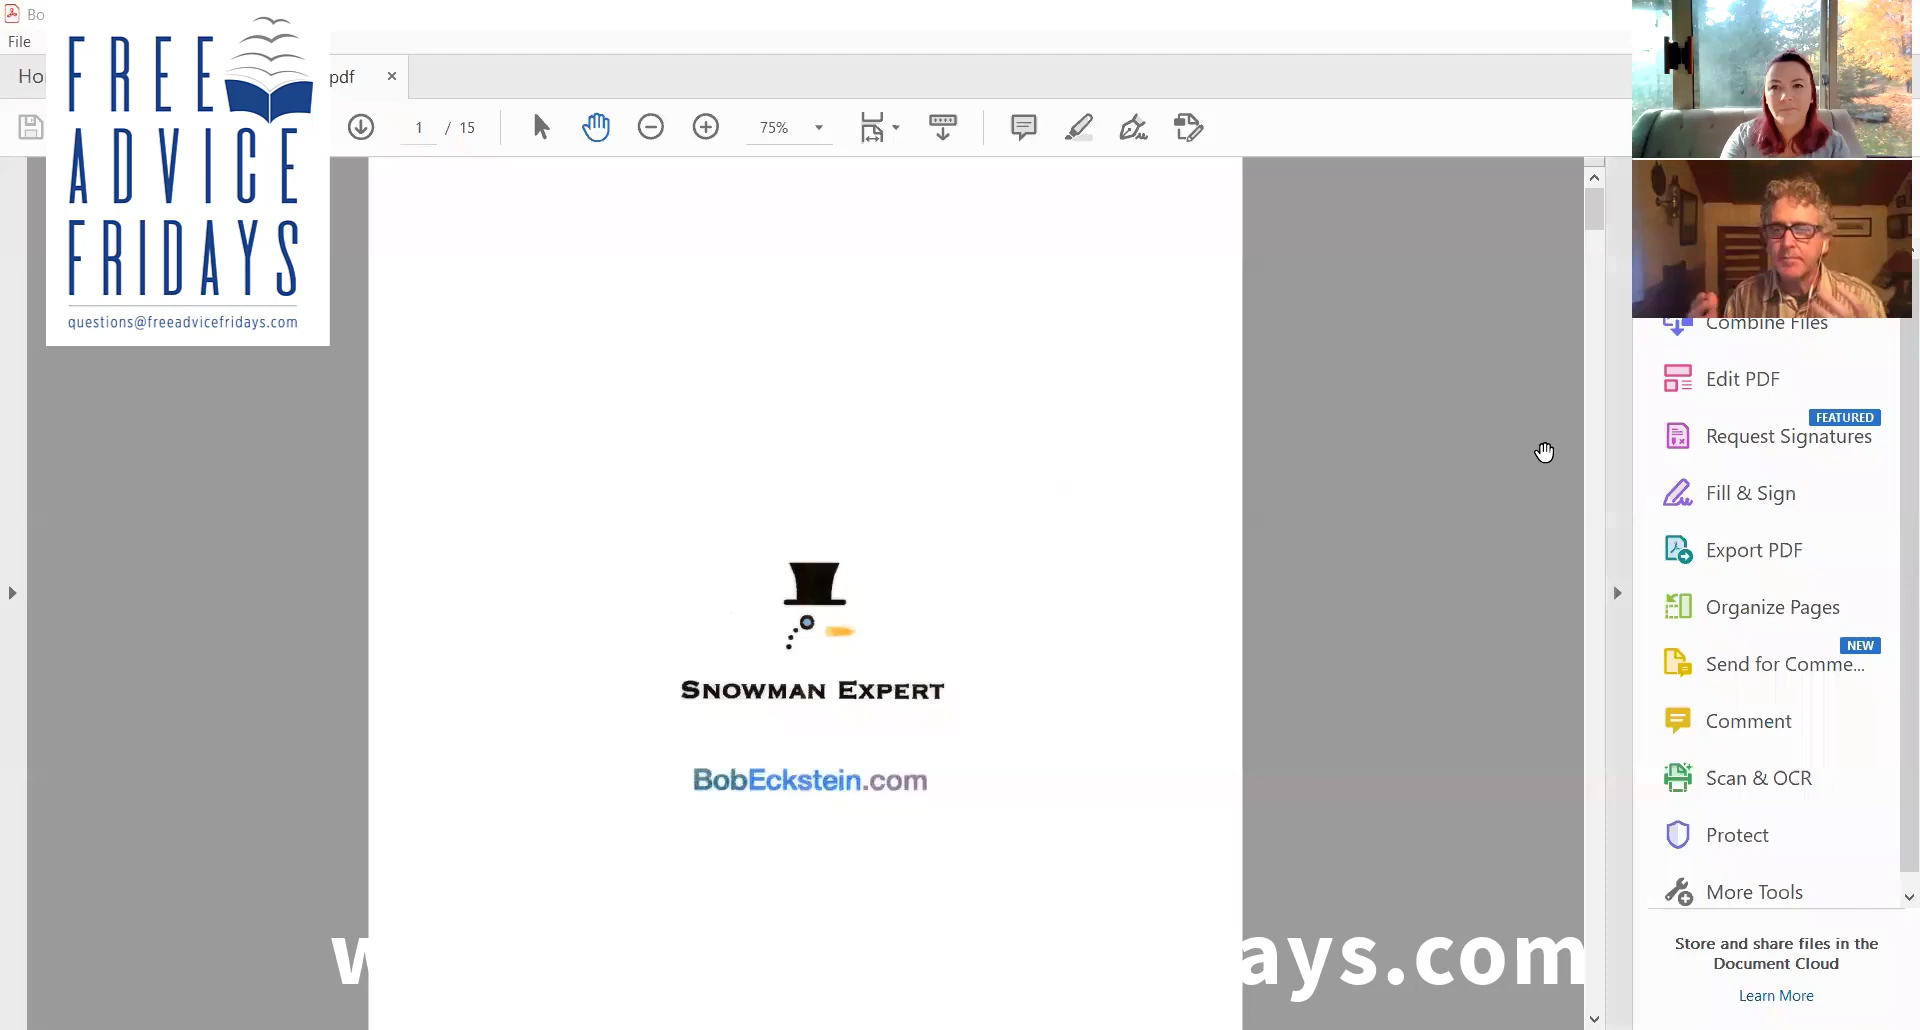 Bo
File
Ho
pdf
×
1 / 15
75%
FREE
ADVICE
FRIDAYS
questions@freeadvicefridays.com
SNOWMAN EXPERT
BobEckstein.com
w
ays.com
Combine Files
Edit PDF
FEATURED
Request Signatures
Fill & Sign
Export PDF
Organize Pages
NEW
Send for Comme...
Comment
Scan & OCR
Protect
More Tools
Store and share files in the
Document Cloud
Learn More